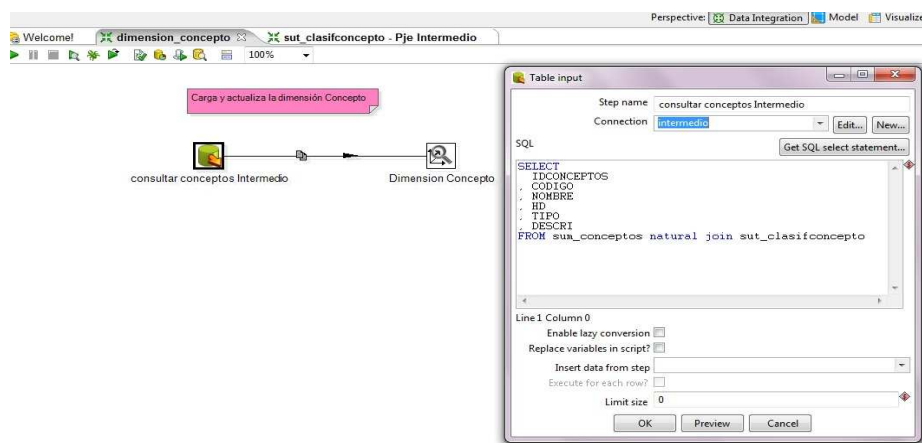 Perspective: Data Integration Model Visualize
Welcome! dimension_concepto sut_clasifconcepto - Pje Intermedio
100%
Carga y actualiza la dimensión Concepto
consultar conceptos Intermedio
Dimension Concepto
Table input
Step name consultar conceptos Intermedio
Connection intermedio Edit... New...
SQL Get SQL select statement...
SELECT
IDCONCEPTOS
, CODIGO
, NOMBRE
, HD
, TIPO
, DESCRI
FROM sum_conceptos natural join sut_clasifconcepto
Line 1 Column 0
Enable lazy conversion
Replace variables in script?
Insert data from step
Execute for each row?
Limit size 0
OK Preview Cancel